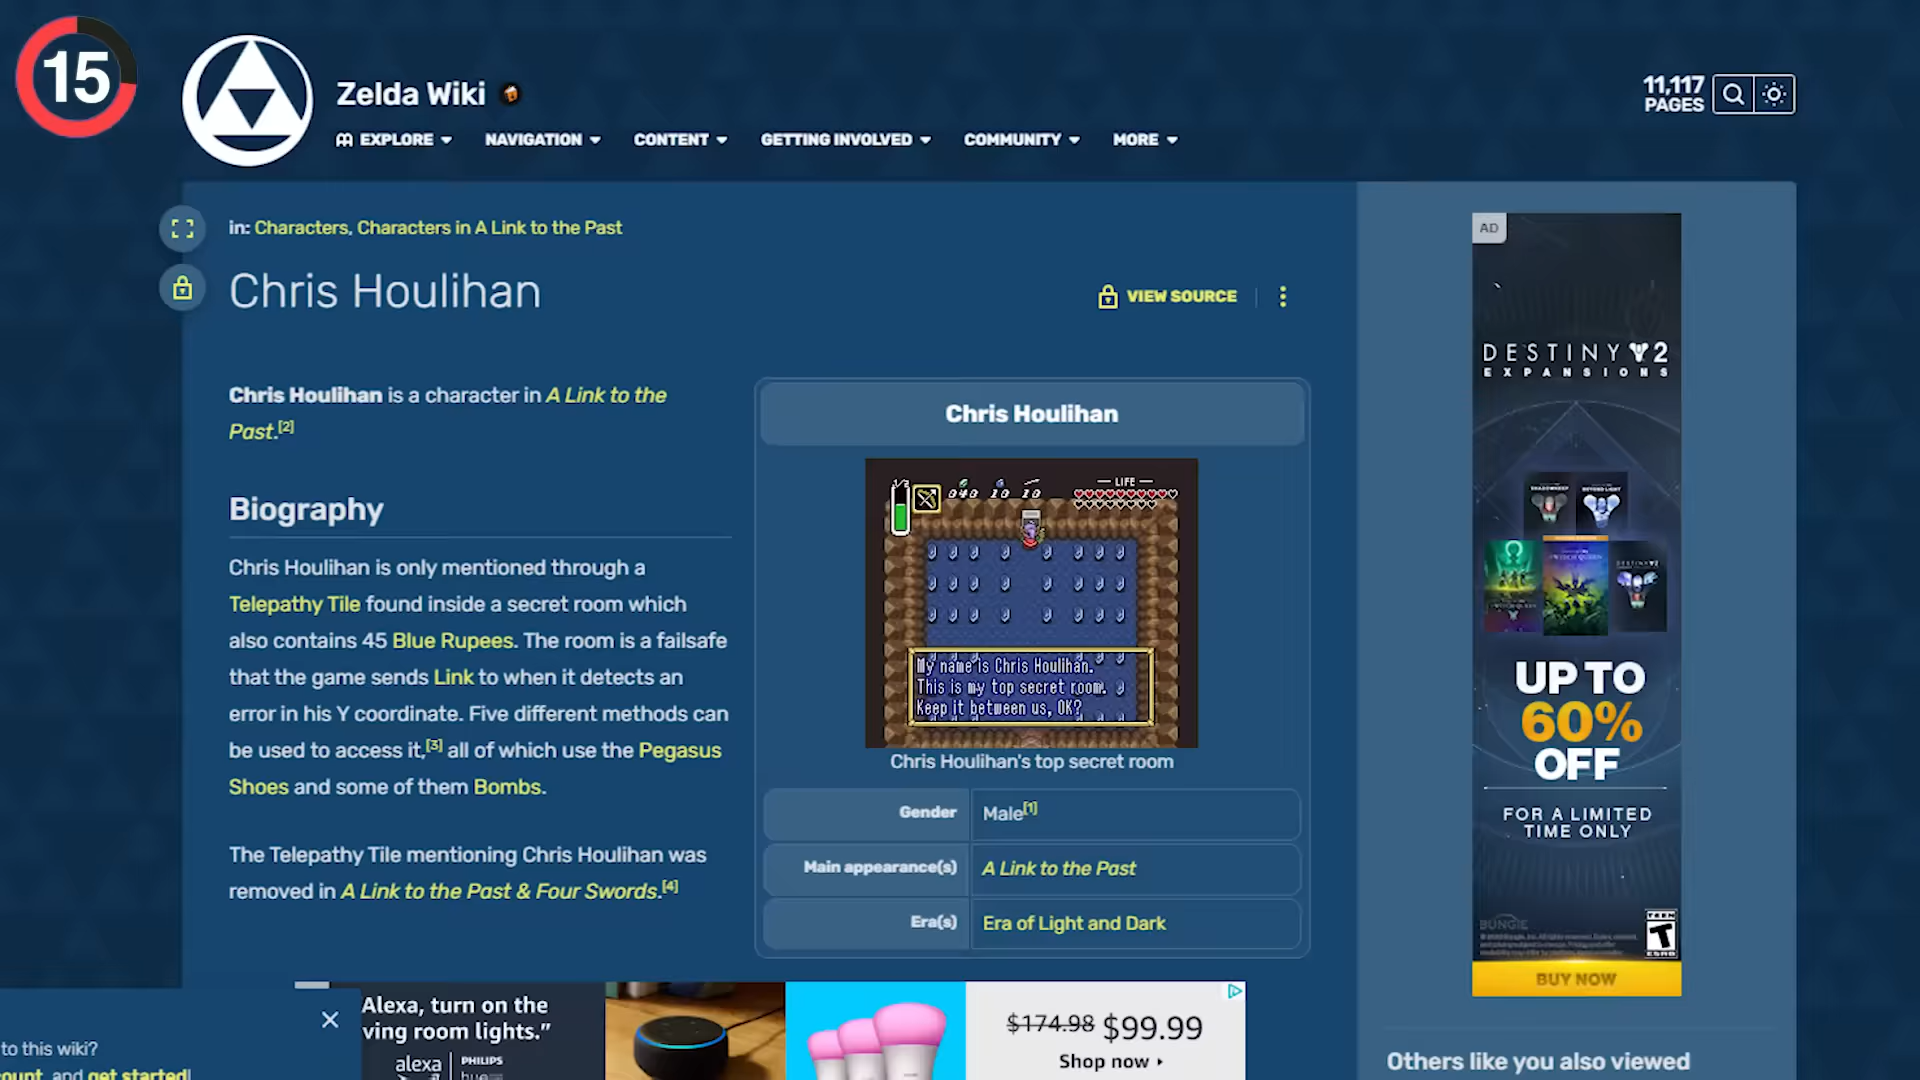 15
Zelda Wiki
11,117
PAGES
EXPLORE
NAVIGATION
CONTENT
GETTING INVOLVED
COMMUNITY
MORE
in: Characters, Characters in A Link to the Past
Chris Houlihan
VIEW SOURCE
Chris Houlihan is a character in A Link to the
Past.[2]
Biography
Chris Houlihan is only mentioned through a
Telepathy Tile found inside a secret room which
also contains 45 Blue Rupees. The room is a failsafe
that the game sends Link to when it detects an
error in his Y coordinate. Five different methods can
be used to access it,[3] all of which use the Pegasus
Shoes and some of them Bombs.
The Telepathy Tile mentioning Chris Houlihan was
removed in A Link to the Past & Four Swords.[4]
Chris Houlihan
1/2
040 10 10
— LIFE —
My name is Chris Houlihan.
This is my top secret room.
Keep it between us, OK?
Chris Houlihan's top secret room
Gender
Male[1]
Main appearance(s)
A Link to the Past
Era(s)
Era of Light and Dark
AD
DESTINY 2
EXPANSIONS
UP TO
60%
OFF
FOR A LIMITED
TIME ONLY
BUNGIE
T
ESRB
BUY NOW
Others like you also viewed
to this wiki?
ount, and get started!
Alexa, turn on the
ving room lights.”
alexa
PHILIPS
hue
$174.98 $99.99
Shop now